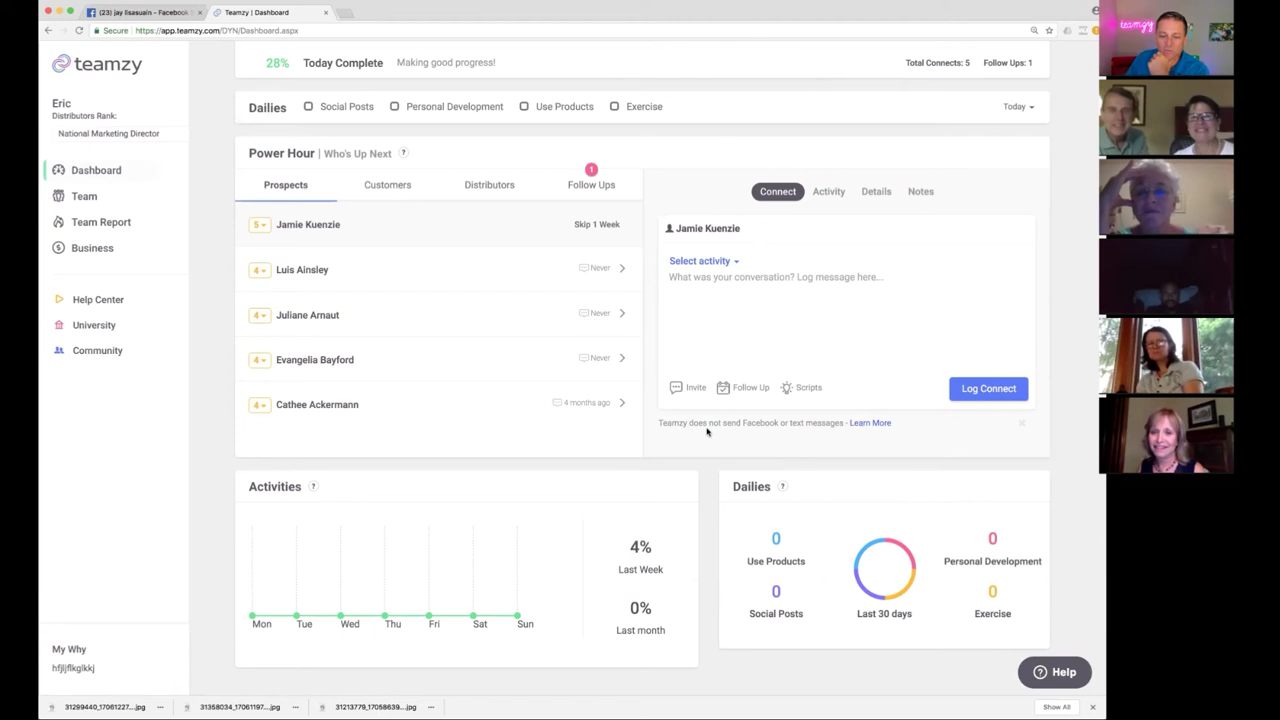 (23) jay lisasuain - Facebook
Teamzy | Dashboard
Secure
https://app.teamzy.com/DYN/Dashboard.aspx
teamzy
teamzy
28%
Today Complete
Making good progress!
Total Connects: 5
Follow Ups: 1
Eric
Distributors Rank:
National Marketing Director
Dailies
Social Posts
Personal Development
Use Products
Exercise
Today
Dashboard
Team
Team Report
Business
Help Center
University
Community
Power Hour | Who's Up Next ?
1
Prospects
Customers
Distributors
Follow Ups
5 Jamie Kuenzie
Skip 1 Week
4 Luis Ainsley
Never
4 Juliane Arnaut
Never
4 Evangelia Bayford
Never
4 Cathee Ackermann
4 months ago
Connect
Activity
Details
Notes
Jamie Kuenzie
Select activity
What was your conversation? Log message here...
Invite
Follow Up
Scripts
Log Connect
Teamzy does not send Facebook or text messages - Learn More
Activities ?
4%
Last Week
0%
Last month
Mon Tue Wed Thu Fri Sat Sun
Dailies ?
0
Use Products
0
Social Posts
Last 30 days
0
Personal Development
0
Exercise
My Why
hfjljflkglkkj
? Help
31299440_17061227....jpg
31358034_17061197....jpg
31213779_17058639....jpg
Show All